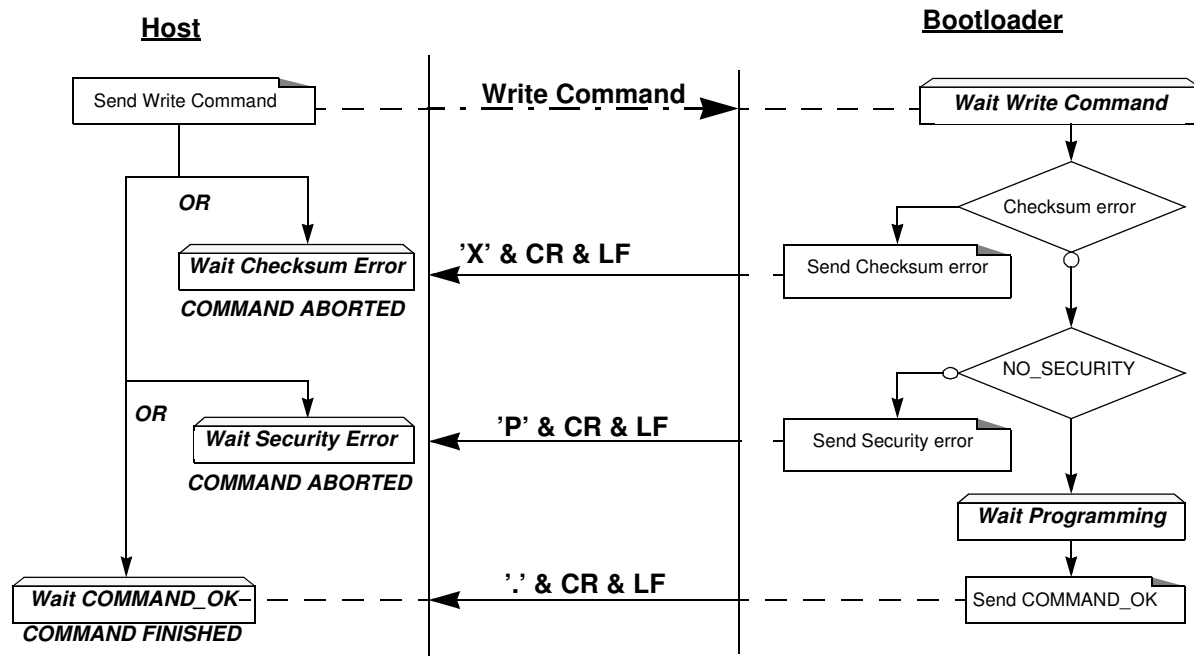 Host
Bootloader
Send Write Command
Write Command
Wait Write Command
OR
Checksum error
Wait Checksum Error
'X' & CR & LF
Send Checksum error
COMMAND ABORTED
NO_SECURITY
OR
Wait Security Error
'P' & CR & LF
Send Security error
COMMAND ABORTED
Wait Programming
Wait COMMAND_OK
'.' & CR & LF
Send COMMAND_OK
COMMAND FINISHED